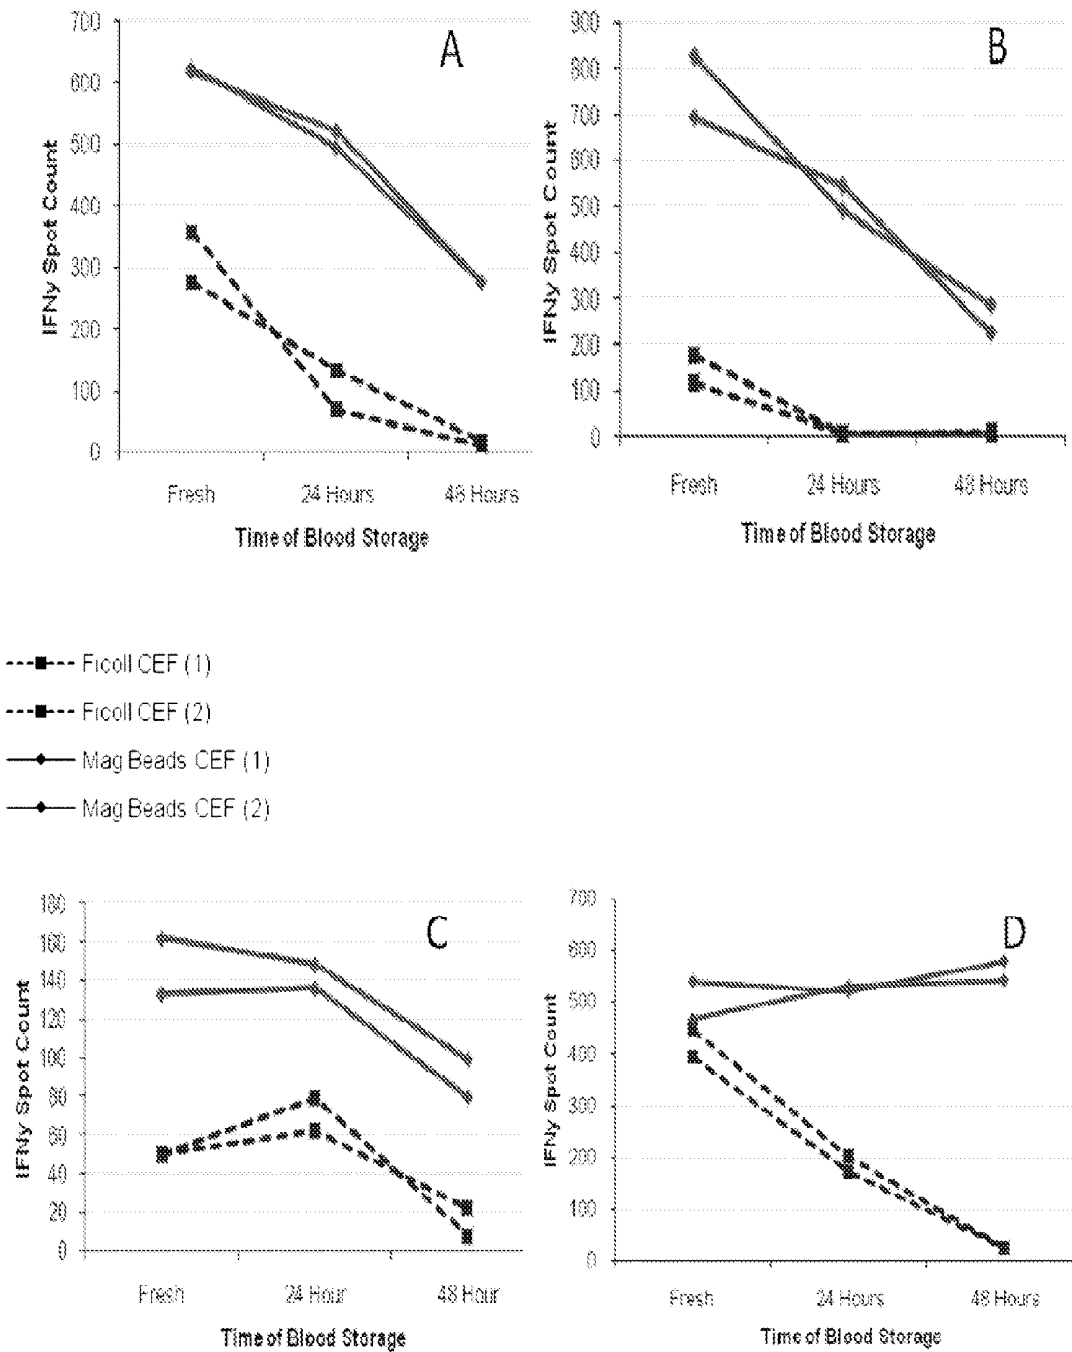 A
IFNy Spot Count
700
600
500
400
300
200
100
0
Fresh
24 Hours
48 Hours
Time of Blood Storage
B
IFNy Spot Count
900
800
700
600
500
400
300
200
100
0
Fresh
24 Hours
48 Hours
Time of Blood Storage
Ficoll CEF (1)
Ficoll CEF (2)
Mag Beads CEF (1)
Mag Beads CEF (2)
C
IFNy Spot Count
180
160
140
120
100
80
60
40
20
0
Fresh
24 Hour
48 Hour
Time of Blood Storage
D
IFNy Spot Count
700
600
500
400
300
200
100
0
Fresh
24 Hours
48 Hours
Time of Blood Storage